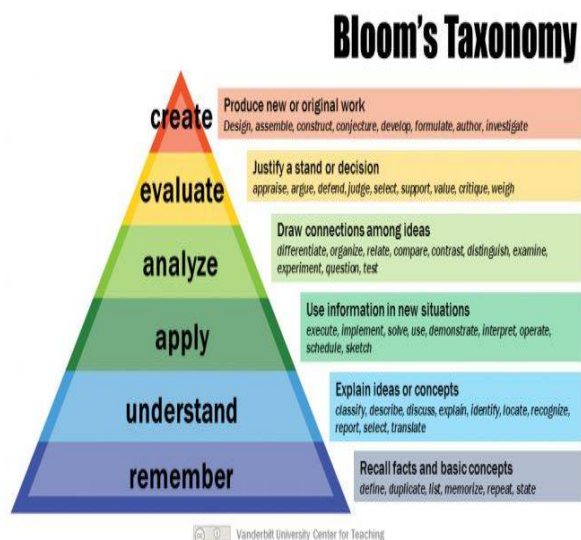 Bloom's Taxonomy
create
Produce new or original work
Design, assemble, construct, conjecture, develop, formulate, author, investigate
evaluate
Justify a stand or decision
appraise, argue, defend, judge, select, support, value, critique, weigh
analyze
Draw connections among ideas
differentiate, organize, relate, compare, contrast, distinguish, examine,
experiment, question, test
apply
Use information in new situations
execute, implement, solve, use, demonstrate, interpret, operate,
schedule, sketch
understand
Explain ideas or concepts
classify, describe, discuss, explain, identify, locate, recognize,
report, select, translate
remember
Recall facts and basic concepts
define, duplicate, list, memorize, repeat, state
Vanderbilt University Center for Teaching